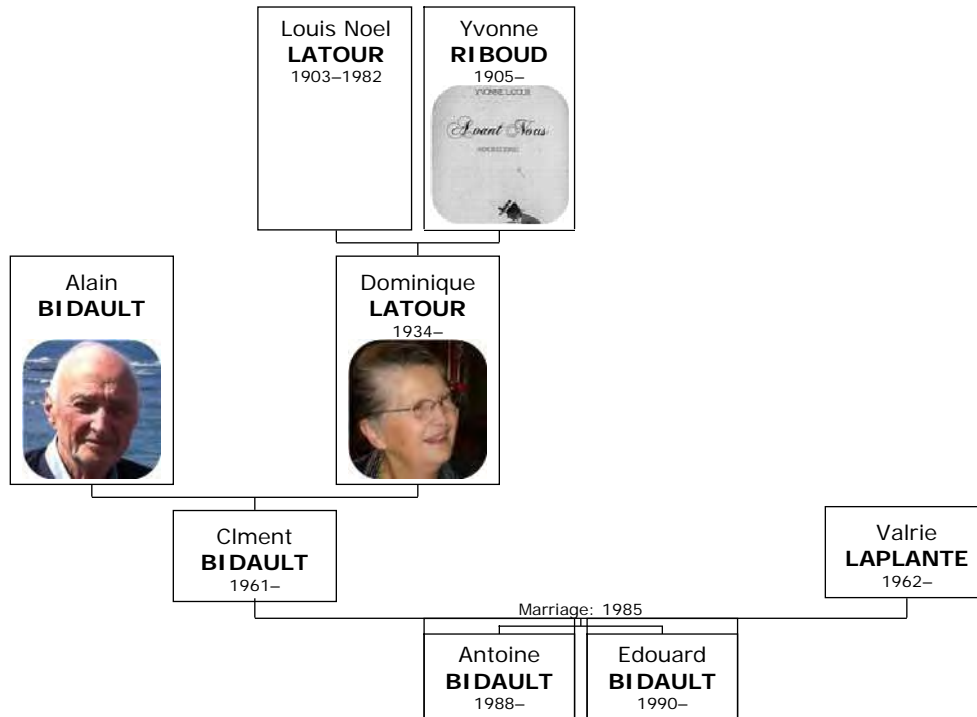 Louis Noel
LATOUR
1903–1982
Yvonne
RIBOUD
1905–
Avant Nous
Alain
BIDAULT
Dominique
LATOUR
1934–
Clment
BIDAULT
1961–
Valrie
LAPLANTE
1962–
Marriage: 1985
Antoine
BIDAULT
1988–
Edouard
BIDAULT
1990–